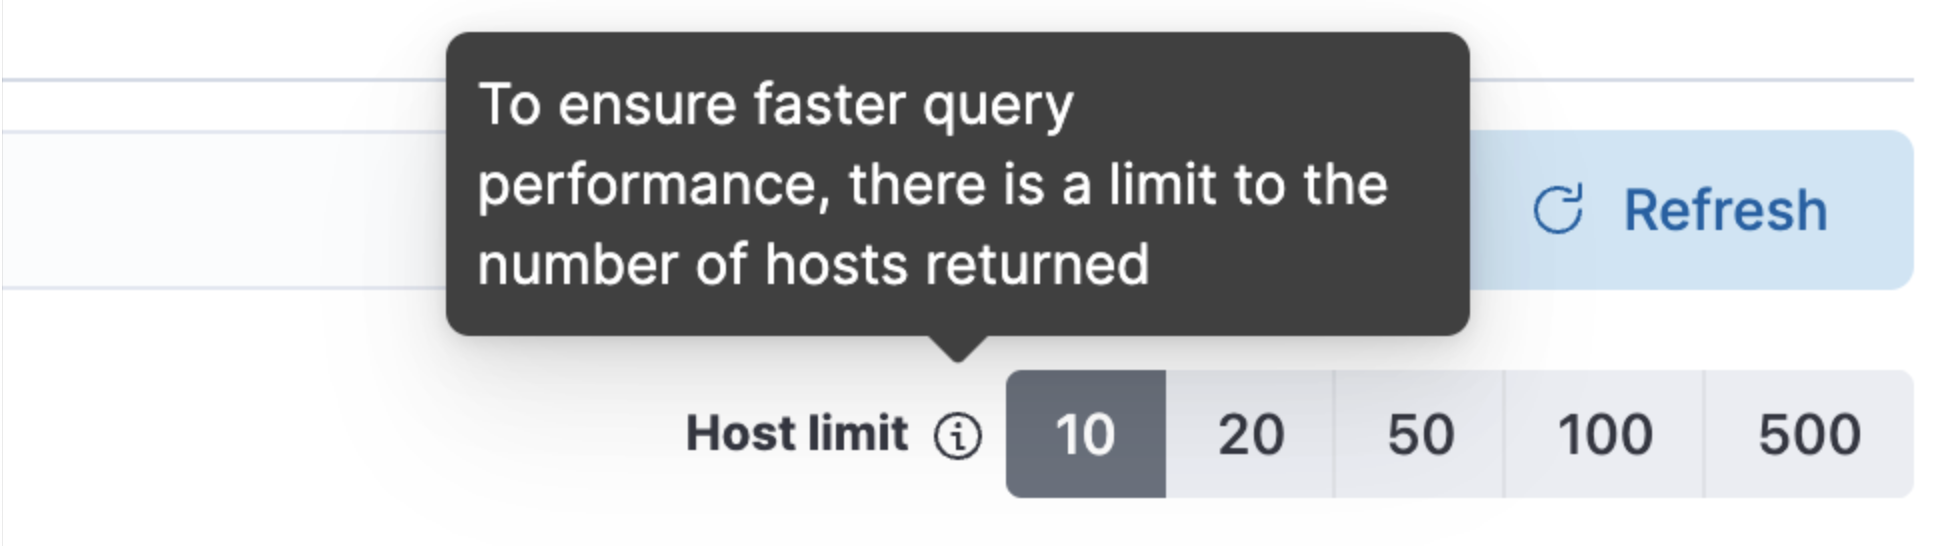 To ensure faster query
performance, there is a limit to the
number of hosts returned
Refresh
Host limit 10 20 50 100 500